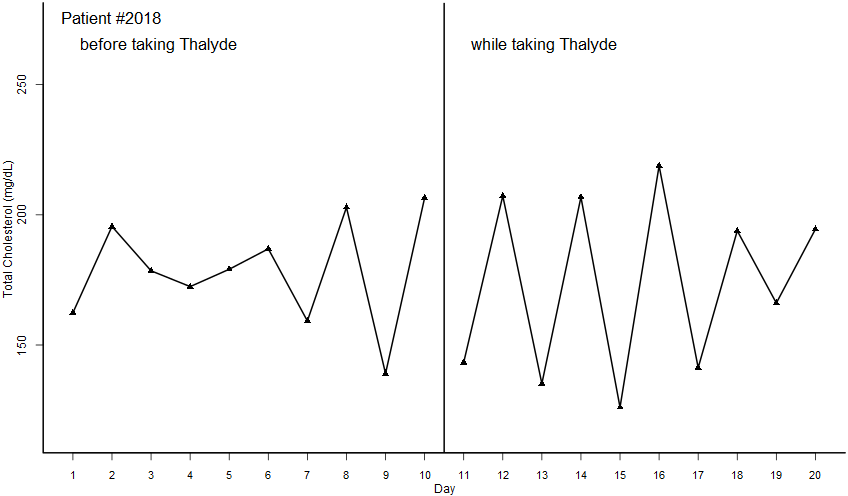 Patient #2018
before taking Thalyde
while taking Thalyde
Total Cholesterol (mg/dL)
250
200
150
1 2 3 4 5 6 7 8 9 10 11 12 13 14 15 16 17 18 19 20
Day